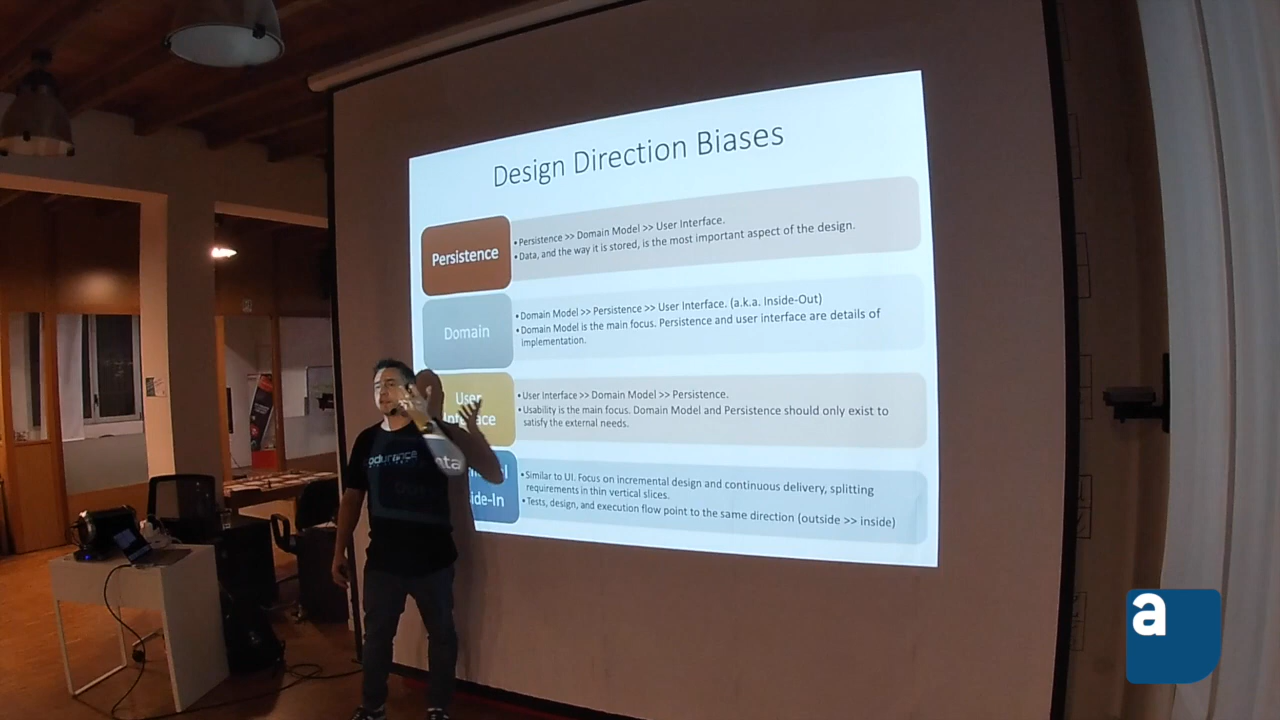 Design Direction Biases
Persistence
• Persistence >> Domain Model >> User Interface.
• Data, and the way it is stored, is the most important aspect of the design.
Domain
• Domain Model >> Persistence >> User Interface. (a.k.a. Inside-Out)
• Domain Model is the main focus. Persistence and user interface are details of
implementation.
User
• User Interface >> Domain Model >> Persistence.
• Usability is the main focus. Domain Model and Persistence should only exist to
satisfy the external needs.
ide-In
• Similar to UI. Focus on incremental design and continuous delivery, splitting
requirements in thin vertical slices.
• Tests, design, and execution flow point to the same direction (outside >> inside)
a